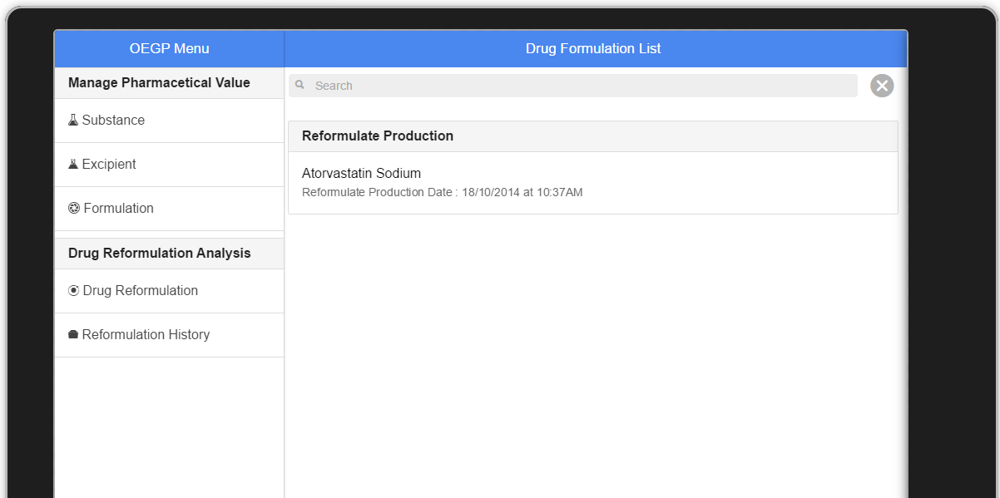 OEGP Menu
Drug Formulation List
Manage Pharmacetical Value
Substance
Excipient
Formulation
Drug Reformulation Analysis
Drug Reformulation
Reformulation History
Search
Reformulate Production
Atorvastatin Sodium
Reformulate Production Date : 18/10/2014 at 10:37AM